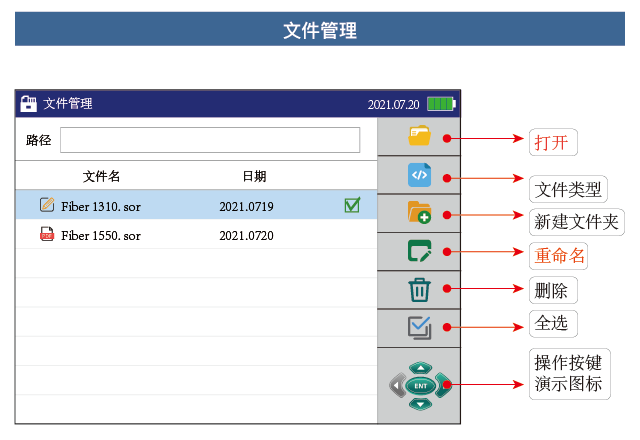 文件管理
文件管理 2021.07.20
路径
文件名 日期
Fiber 1310. sor 2021.0719
PDF Fiber 1550. sor 2021.0720
</>
ENT
打开
文件类型
新建文件夹
重命名
删除
全选
操作按键
演示图标